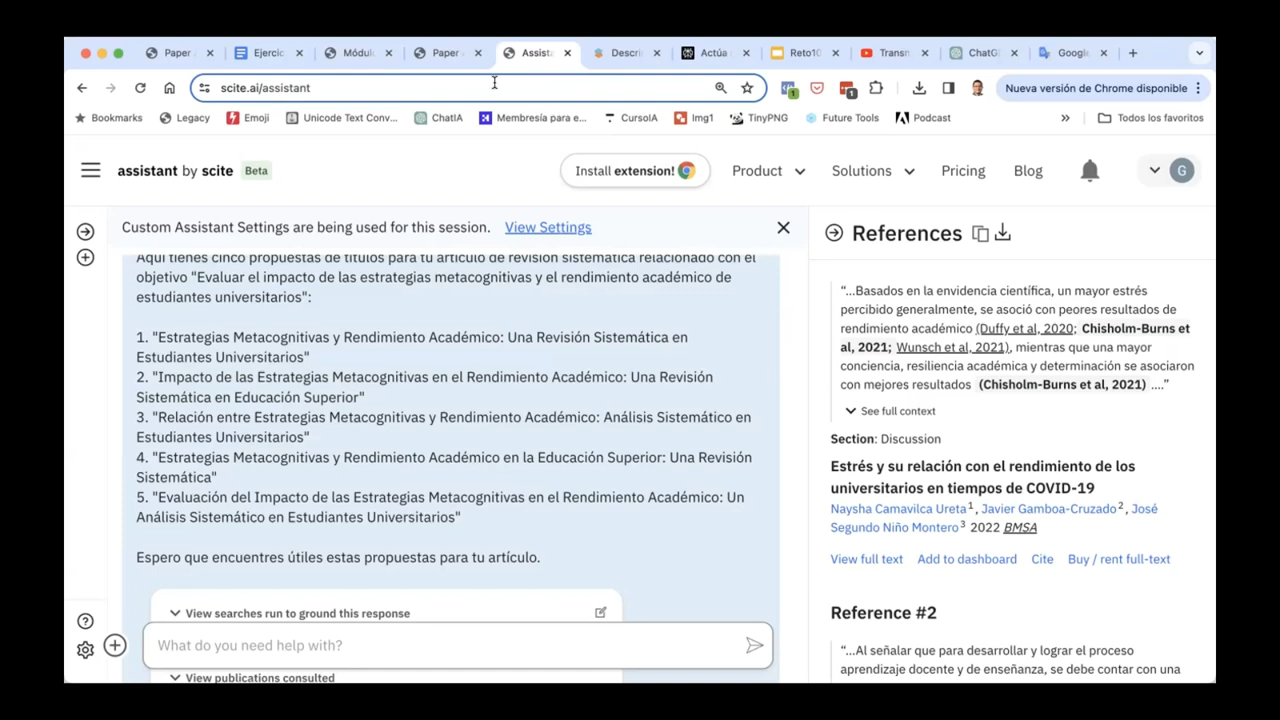 Paper
Ejercic
Módul
Paper
Assista
Descri
Actúa
Reto10
Transn
ChatG
Google
scite.ai/assistant
Nueva versión de Chrome disponible
Bookmarks
Legacy
Emoji
Unicode Text Conv...
ChatIA
Membresía para e...
CursoIA
Img1
TinyPNG
Future Tools
Podcast
Todos los favoritos
assistant by scite
Beta
Install extension!
Product
Solutions
Pricing
Blog
G
Custom Assistant Settings are being used for this session. View Settings
Aquí tienes cinco propuestas de títulos para tu artículo de revisión sistemática relacionado con el
objetivo "Evaluar el impacto de las estrategias metacognitivas y el rendimiento académico de
estudiantes universitarios":
1. "Estrategias Metacognitivas y Rendimiento Académico: Una Revisión Sistemática en
Estudiantes Universitarios"
2. "Impacto de las Estrategias Metacognitivas en el Rendimiento Académico: Una Revisión
Sistemática en Educación Superior"
3. "Relación entre Estrategias Metacognitivas y Rendimiento Académico: Análisis Sistemático en
Estudiantes Universitarios"
4. "Estrategias Metacognitivas y Rendimiento Académico en la Educación Superior: Una Revisión
Sistemática"
5. "Evaluación del Impacto de las Estrategias Metacognitivas en el Rendimiento Académico: Un
Análisis Sistemático en Estudiantes Universitarios"
Espero que encuentres útiles estas propuestas para tu artículo.
View searches run to ground this response
What do you need help with?
View publications consulted
References
“...Basados en la envidencia científica, un mayor estrés
percibido generalmente, se asoció con peores resultados de
rendimiento académico (Duffy et al, 2020; Chisholm-Burns et
al, 2021; Wunsch et al, 2021), mientras que una mayor
conciencia, resiliencia académica y determinación se asociaron
con mejores resultados (Chisholm-Burns et al, 2021) ....”
See full context
Section: Discussion
Estrés y su relación con el rendimiento de los
universitarios en tiempos de COVID-19
Naysha Camavilca Ureta1, Javier Gamboa-Cruzado2, José
Segundo Niño Montero3 2022 BMSA
View full text
Add to dashboard
Cite
Buy / rent full-text
Reference #2
“...Al señalar que para desarrollar y lograr el proceso
aprendizaje docente y de enseñanza, se debe contar con una